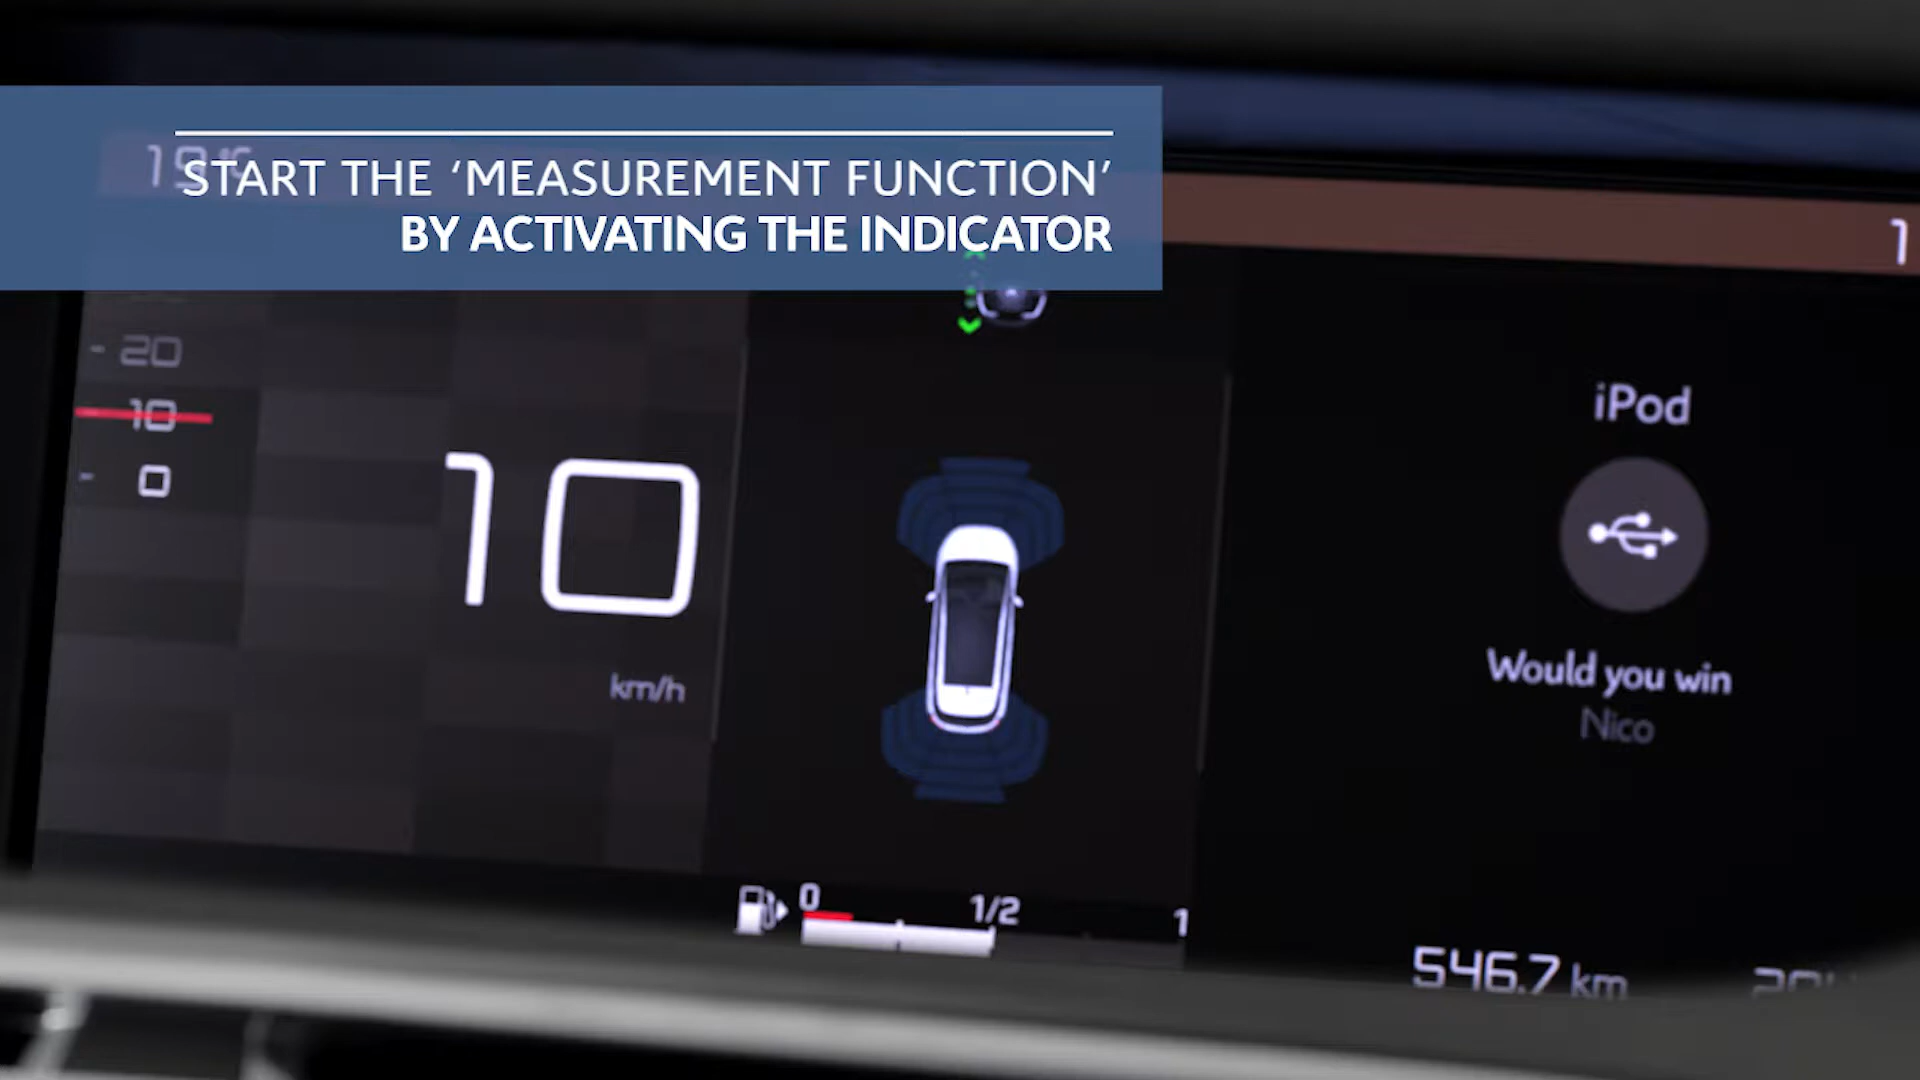 START THE ‘MEASUREMENT FUNCTION’
BY ACTIVATING THE INDICATOR
20
10
0
10
km/h
iPod
Would you win
Nico
0 1/2 1
546.7 km